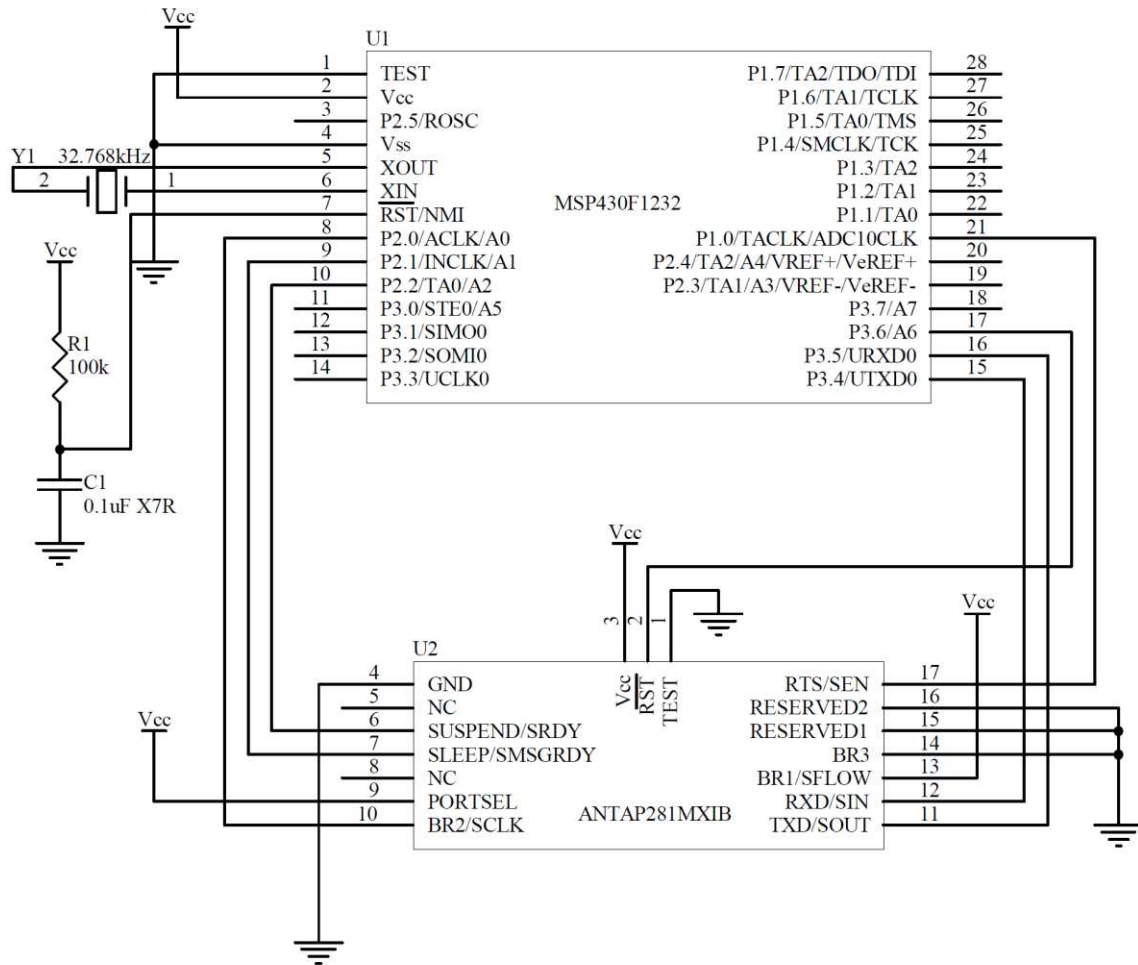 Vcc
U1
1 TEST P1.7/TA2/TDO/TDI 28
2 Vcc P1.6/TA1/TCLK 27
3 P2.5/ROSC P1.5/TA0/TMS 26
4 Vss P1.4/SMCLK/TCK 25
Y1 32.768kHz
5 XOUT P1.3/TA2 24
2 1 6 XIN P1.2/TA1 23
MSP430F1232
7 RST/NMI P1.1/TA0 22
8 P2.0/ACLK/A0 P1.0/TACLK/ADC10CLK 21
Vcc
9 P2.1/INCLK/A1 P2.4/TA2/A4/VREF+/VeREF+ 20
10 P2.2/TA0/A2 P2.3/TA1/A3/VREF-/VeREF- 19
11 P3.0/STE0/A5 P3.7/A7 18
12 P3.1/SIMO0 P3.6/A6 17
R1
100k
13 P3.2/SOMI0 P3.5/URXD0 16
14 P3.3/UCLK0 P3.4/UTXD0 15
C1
0.1uF X7R
Vcc
Vcc
3 2 1
U2
Vcc RST TEST
4 GND RTS/SEN 17
5 NC RESERVED2 16
Vcc
6 SUSPEND/SRDY RESERVED1 15
7 SLEEP/SMSGRDY BR3 14
8 NC BR1/SFLOW 13
9 PORTSEL RXD/SIN 12
ANTAP281MXIB
10 BR2/SCLK TXD/SOUT 11